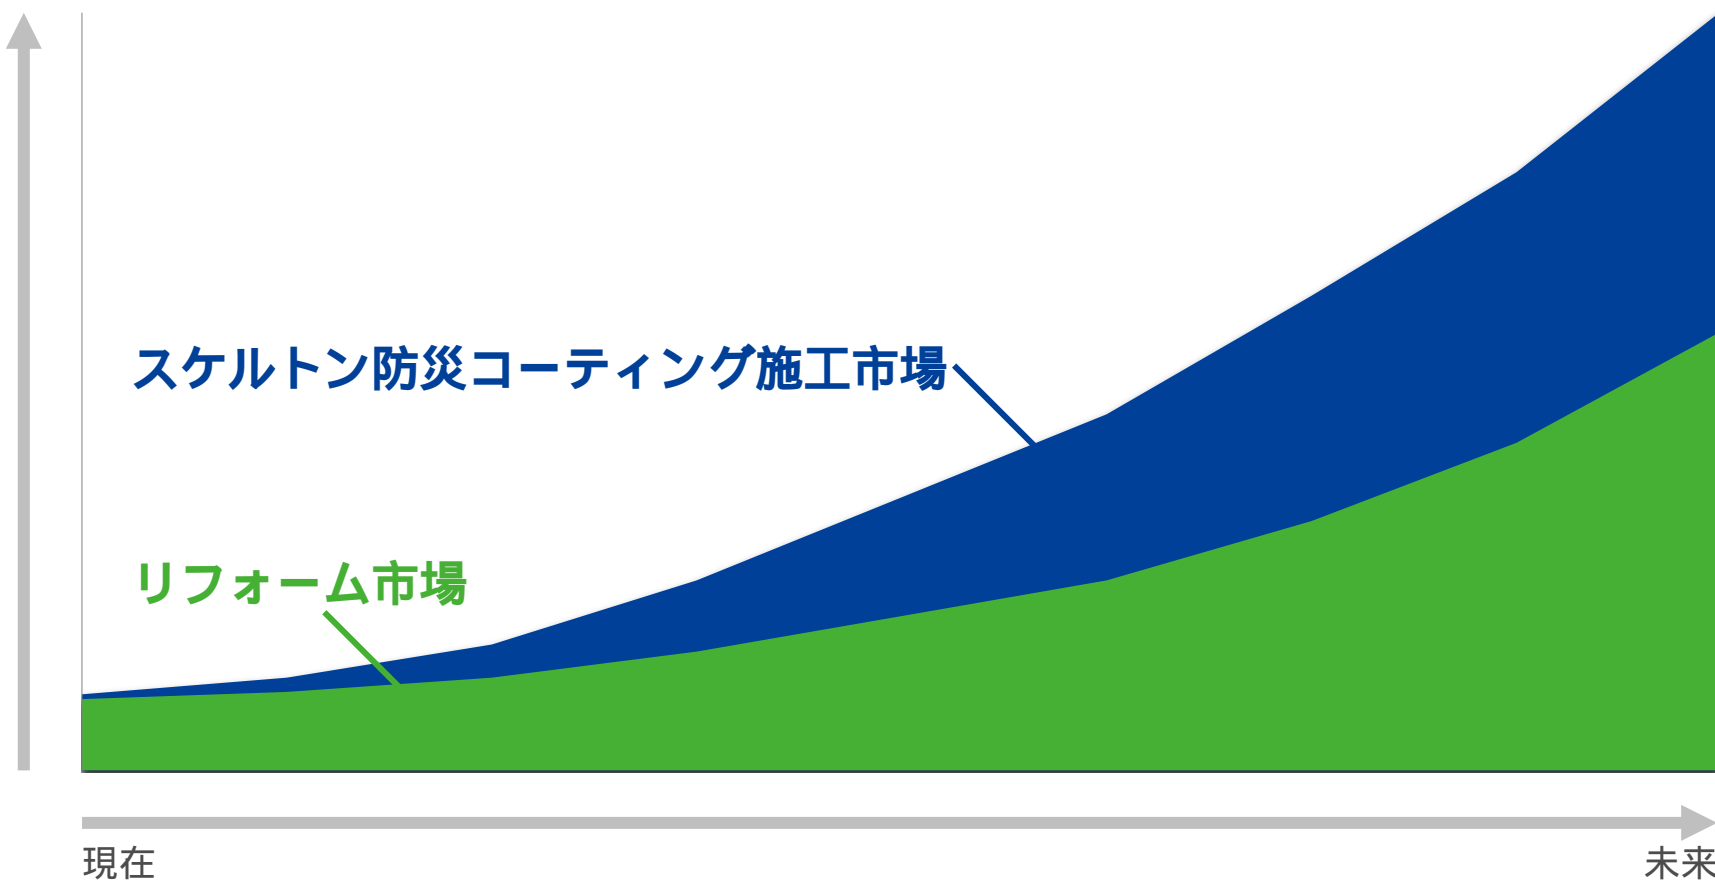 スケルトン防災コーティング施工市場
リフォーム市場
現在
未来